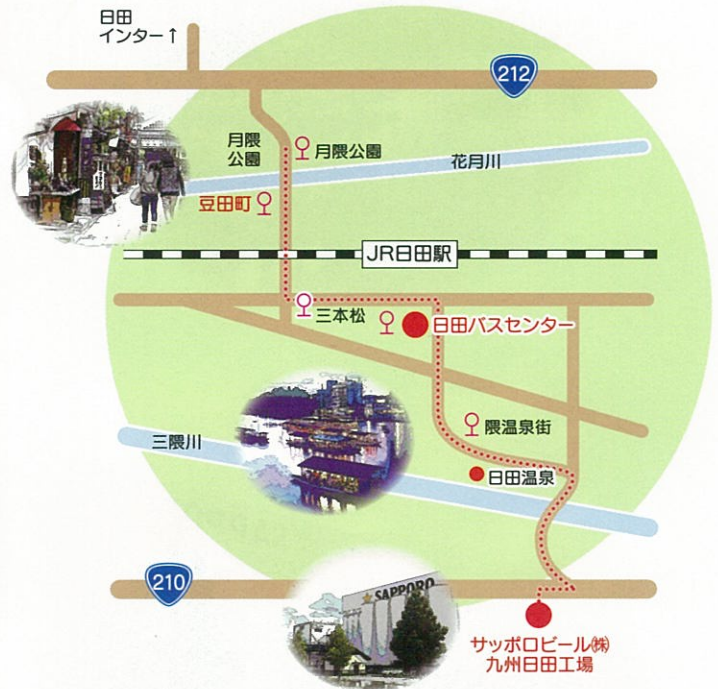 日田
インター↑
212
月隈
公園
月隈公園
花月川
豆田町
JR日田駅
三本松
日田バスセンター
隈温泉街
三隈川
日田温泉
210
SAPPORO
サッポロビール㈱
九州日田工場